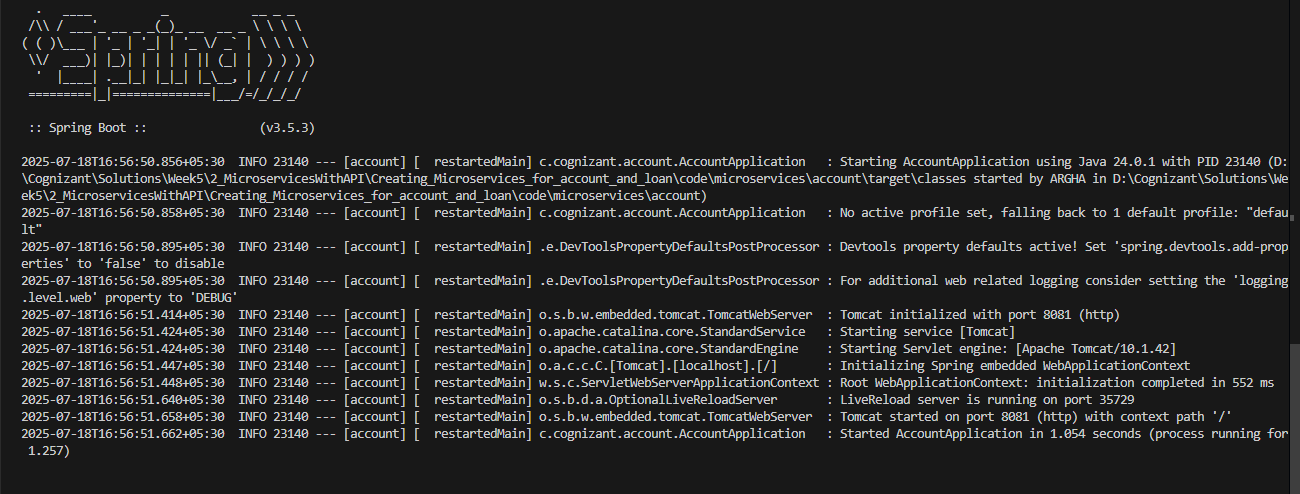 .   ____          _            __ _ _
 /\\ / ___'_ __ _ _(_)_ __  __ _ \ \ \ \
( ( )\___ | '_ | '_| | '_ \/ _` | \ \ \ \
 \\/  ___)| |_)| | | | | || (_| |  ) ) ) )
  '  |____| .__|_| |_|_| |_\__, | / / / /
 =========|_|==============|___/=/_/_/_/

 :: Spring Boot ::                (v3.5.3)

2025-07-18T16:56:50.856+05:30  INFO 23140 --- [account] [  restartedMain] c.cognizant.account.AccountApplication   : Starting AccountApplication using Java 24.0.1 with PID 23140 (D:
\Cognizant\Solutions\Week5\2_MicroservicesWithAPI\Creating_Microservices_for_account_and_loan\code\microservices\account\target\classes started by ARGHA in D:\Cognizant\Solutions\We
ek5\2_MicroservicesWithAPI\Creating_Microservices_for_account_and_loan\code\microservices\account)
2025-07-18T16:56:50.858+05:30  INFO 23140 --- [account] [  restartedMain] c.cognizant.account.AccountApplication   : No active profile set, falling back to 1 default profile: "defau
lt"
2025-07-18T16:56:50.895+05:30  INFO 23140 --- [account] [  restartedMain] .e.DevToolsPropertyDefaultsPostProcessor : Devtools property defaults active! Set 'spring.devtools.add-prop
erties' to 'false' to disable
2025-07-18T16:56:50.895+05:30  INFO 23140 --- [account] [  restartedMain] .e.DevToolsPropertyDefaultsPostProcessor : For additional web related logging consider setting the 'logging
.level.web' property to 'DEBUG'
2025-07-18T16:56:51.414+05:30  INFO 23140 --- [account] [  restartedMain] o.s.b.w.embedded.tomcat.TomcatWebServer  : Tomcat initialized with port 8081 (http)
2025-07-18T16:56:51.424+05:30  INFO 23140 --- [account] [  restartedMain] o.apache.catalina.core.StandardService   : Starting service [Tomcat]
2025-07-18T16:56:51.424+05:30  INFO 23140 --- [account] [  restartedMain] o.apache.catalina.core.StandardEngine    : Starting Servlet engine: [Apache Tomcat/10.1.42]
2025-07-18T16:56:51.447+05:30  INFO 23140 --- [account] [  restartedMain] o.a.c.c.C.[Tomcat].[localhost].[/]       : Initializing Spring embedded WebApplicationContext
2025-07-18T16:56:51.448+05:30  INFO 23140 --- [account] [  restartedMain] w.s.c.ServletWebServerApplicationContext : Root WebApplicationContext: initialization completed in 552 ms
2025-07-18T16:56:51.640+05:30  INFO 23140 --- [account] [  restartedMain] o.s.b.d.a.OptionalLiveReloadServer       : LiveReload server is running on port 35729
2025-07-18T16:56:51.658+05:30  INFO 23140 --- [account] [  restartedMain] o.s.b.w.embedded.tomcat.TomcatWebServer  : Tomcat started on port 8081 (http) with context path '/'
2025-07-18T16:56:51.662+05:30  INFO 23140 --- [account] [  restartedMain] c.cognizant.account.AccountApplication   : Started AccountApplication in 1.054 seconds (process running for
 1.257)